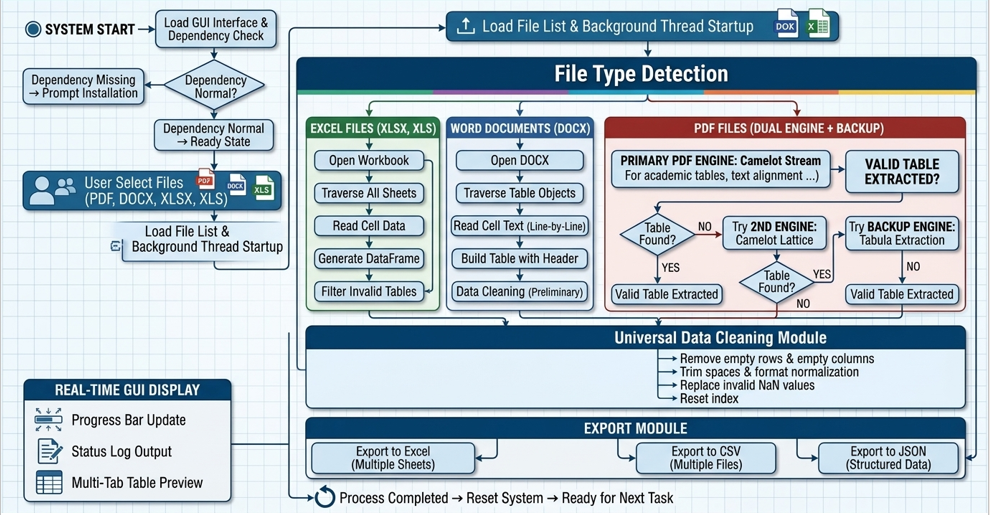 SYSTEM START
Load GUI Interface &
Dependency Check
Dependency Missing
→ Prompt Installation
Dependency
Normal?
Dependency Normal
→ Ready State
User Select Files
(PDF, DOCX, XLSX, XLS)
PDF
DOCX
XLS
Load File List &
Background Thread Startup
Load File List & Background Thread Startup
DOK
X
File Type Detection
EXCEL FILES (XLSX, XLS)
Open Workbook
Traverse All Sheets
Read Cell Data
Generate DataFrame
Filter Invalid Tables
WORD DOCUMENTS (DOCX)
Open DOCX
Traverse Table Objects
Read Cell Text (Line-by-Line)
Build Table with Header
Data Cleaning (Preliminary)
PDF FILES (DUAL ENGINE + BACKUP)
PRIMARY PDF ENGINE: Camelot Stream
For academic tables, text alignment ...)
VALID TABLE
EXTRACTED?
Table
Found?
NO
YES
Valid Table Extracted
Try 2ND ENGINE:
Camelot Lattice
Table
Found?
YES
NO
Try BACKUP ENGINE:
Tabula Extraction
NO
Valid Table Extracted
Universal Data Cleaning Module
Remove empty rows & empty columns
Trim spaces & format normalization
Replace invalid NaN values
Reset index
EXPORT MODULE
Export to Excel
(Multiple Sheets)
Export to CSV
(Multiple Files)
Export to JSON
(Structured Data)
REAL-TIME GUI DISPLAY
Progress Bar Update
Status Log Output
Multi-Tab Table Preview
Process Completed → Reset System → Ready for Next Task